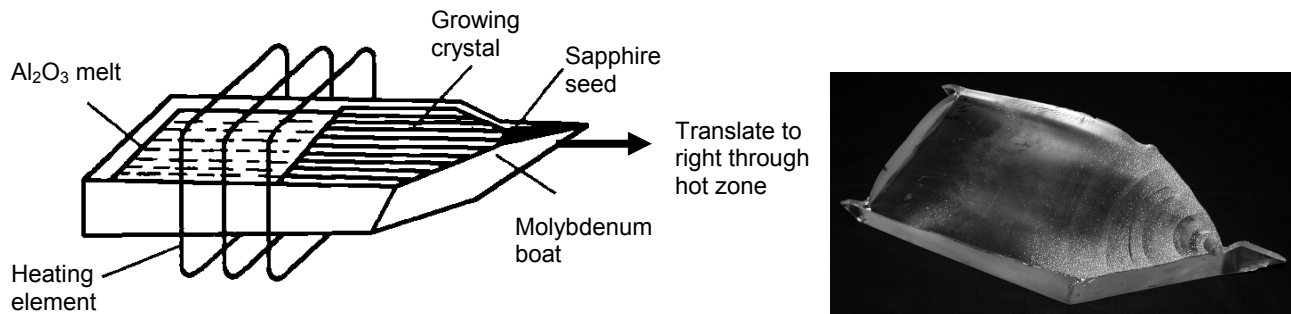 Growing
crystal
Sapphire
seed
Al₂O₃ melt
Translate to
right through
hot zone
Molybdenum
boat
Heating
element